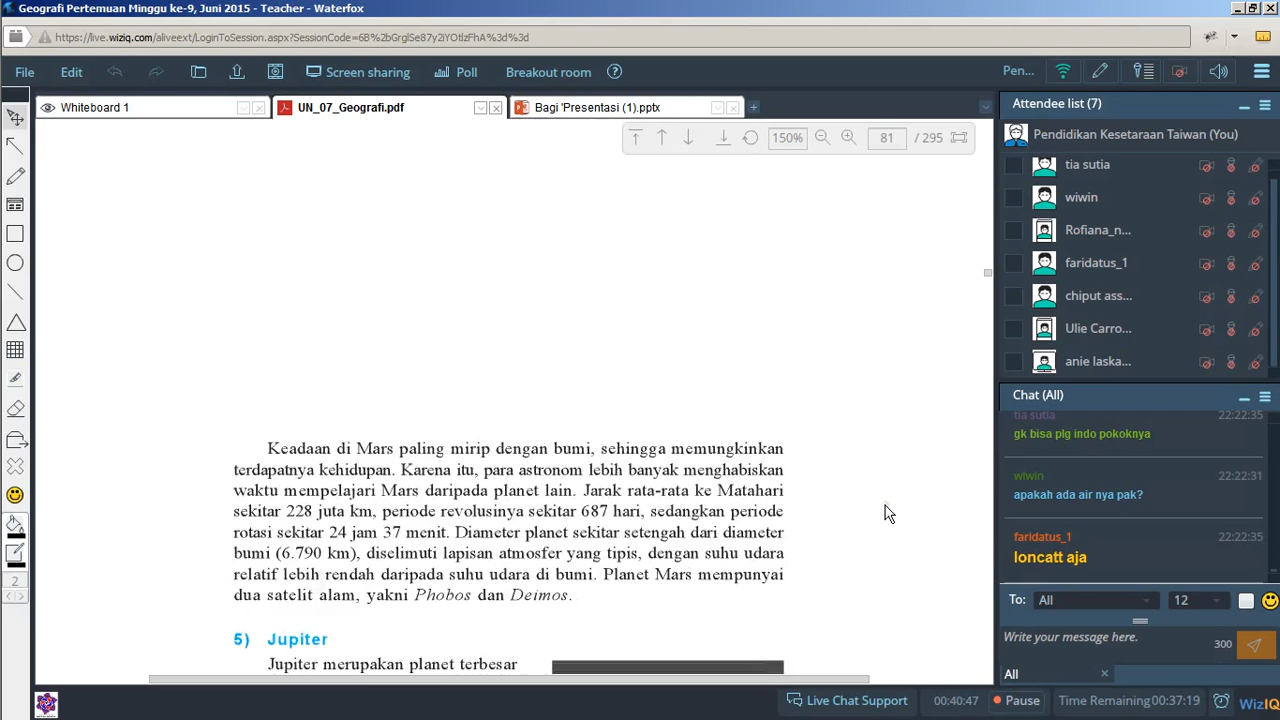 Geografi Pertemuan Minggu ke-9, Juni 2015 - Teacher - Waterfox
https://live.wiziq.com/aliveext/LoginToSession.aspx?SessionCode=6B%2bGrglSe87y2iYOtlzFhA%3d%3d
File Edit Screen sharing Poll Breakout room Pen...
Whiteboard 1 UN_07_Geografi.pdf Bagi 'Presentasi (1).pptx
150% 81 / 295
Keadaan di Mars paling mirip dengan bumi, sehingga memungkinkan
terdapatnya kehidupan. Karena itu, para astronom lebih banyak menghabiskan
waktu mempelajari Mars daripada planet lain. Jarak rata-rata ke Matahari
sekitar 228 juta km, periode revolusinya sekitar 687 hari, sedangkan periode
rotasi sekitar 24 jam 37 menit. Diameter planet sekitar setengah dari diameter
bumi (6.790 km), diselimuti lapisan atmosfer yang tipis, dengan suhu udara
relatif lebih rendah daripada suhu udara di bumi. Planet Mars mempunyai
dua satelit alam, yakni Phobos dan Deimos.
5) Jupiter
Jupiter merupakan planet terbesar
2
Attendee list (7)
Pendidikan Kesetaraan Taiwan (You)
tia sutia
wiwin
Rofiana_n...
faridatus_1
chiput ass...
Ulie Carro...
anie laska...
Chat (All)
tia sutia 22:22:35
gk bisa plg indo pokoknya
wiwin 22:22:31
apakah ada air nya pak?
faridatus_1 22:22:35
loncatt aja
To: All 12
Write your message here. 300
All
Live Chat Support 00:40:47 Pause Time Remaining 00:37:19 WizIQ